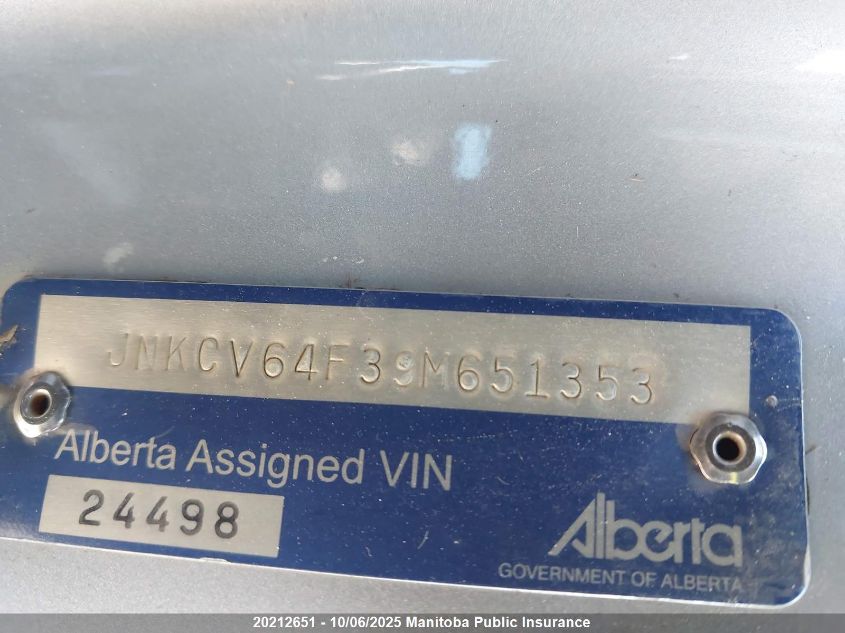 JNKCV64F39M651353
Alberta Assigned VIN
24498
Alberta
GOVERNMENT OF ALBERTA
20212651 - 10/06/2025 Manitoba Public Insurance